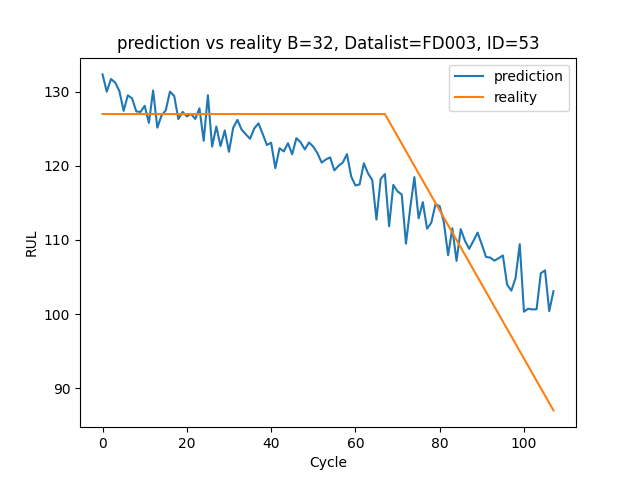 prediction vs reality B=32, Datalist=FD003, ID=53
prediction
reality
130
120
110
100
90
RUL
0 20 40 60 80 100
Cycle